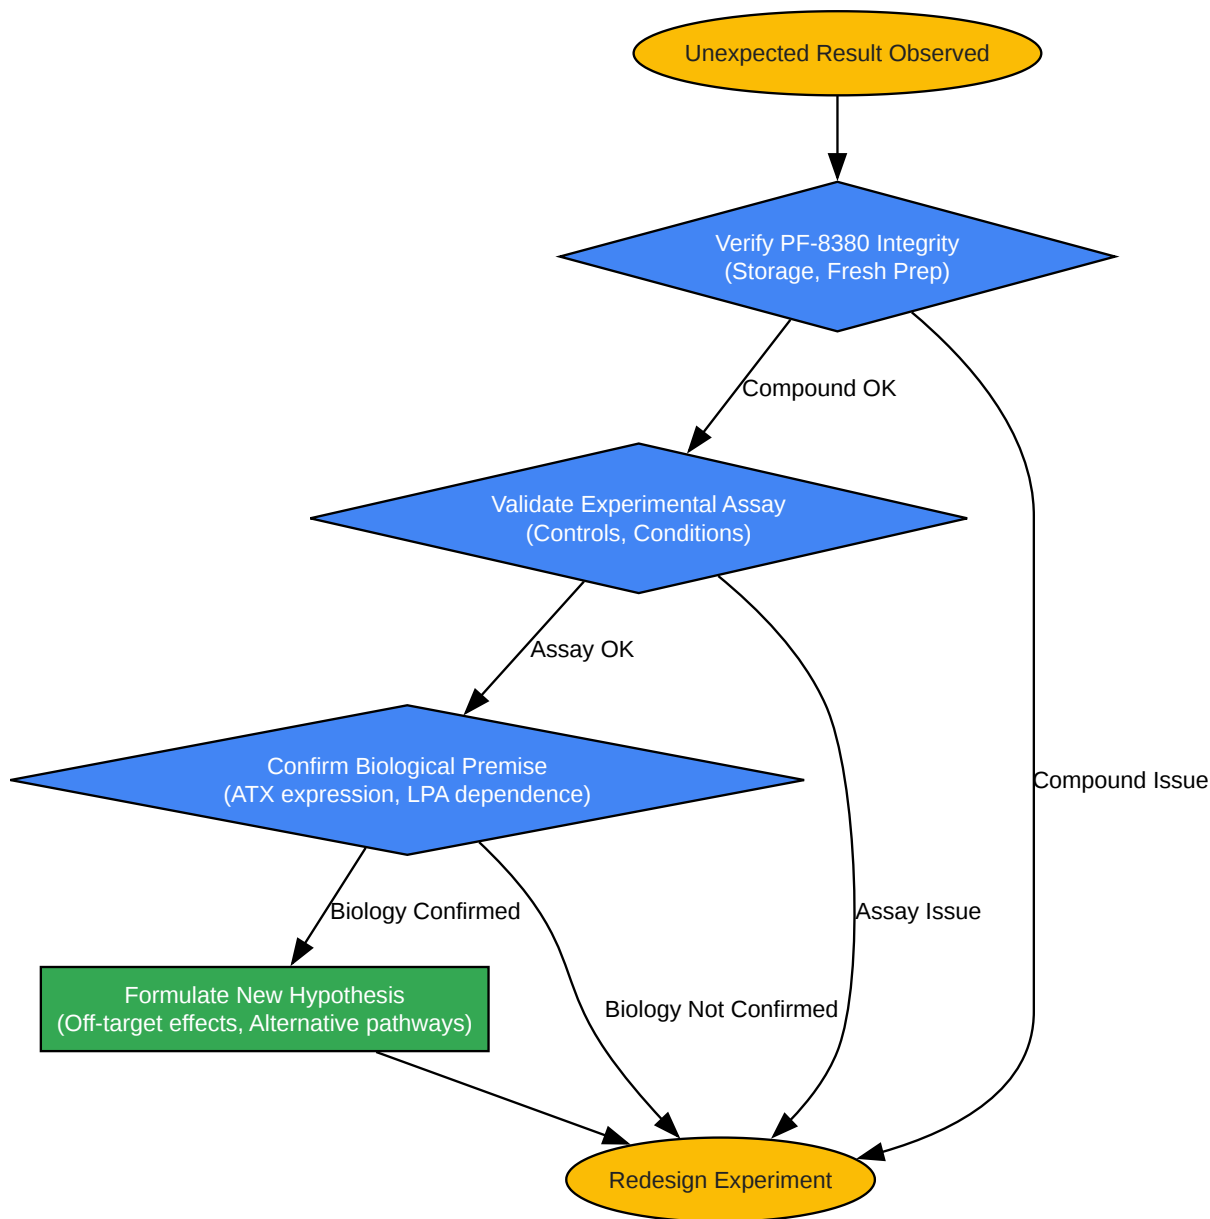 Unexpected Result Observed
Verify PF-8380 Integrity
(Storage, Fresh Prep)
Compound OK
Validate Experimental Assay
(Controls, Conditions)
Assay OK
Confirm Biological Premise
(ATX expression, LPA dependence)
Compound Issue
Biology Confirmed
Assay Issue
Formulate New Hypothesis
(Off-target effects, Alternative pathways)
Biology Not Confirmed
Redesign Experiment